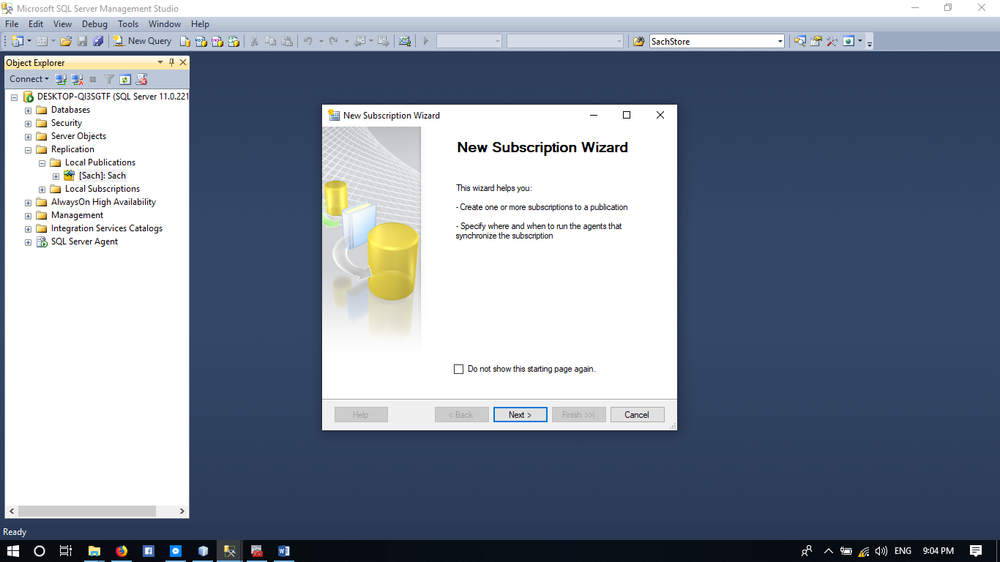 Microsoft SQL Server Management Studio
File Edit View Debug Tools Window Help
New Query SachStore
Object Explorer
Connect
DESKTOP-QI3SGTF (SQL Server 11.0.221
Databases
Security
Server Objects
Replication
Local Publications
[Sach]: Sach
Local Subscriptions
AlwaysOn High Availability
Management
Integration Services Catalogs
SQL Server Agent
New Subscription Wizard
New Subscription Wizard
This wizard helps you:
- Create one or more subscriptions to a publication
- Specify where and when to run the agents that
synchronize the subscription
Do not show this starting page again.
Help < Back Next > Finish >>| Cancel
Ready
ENG 9:04 PM